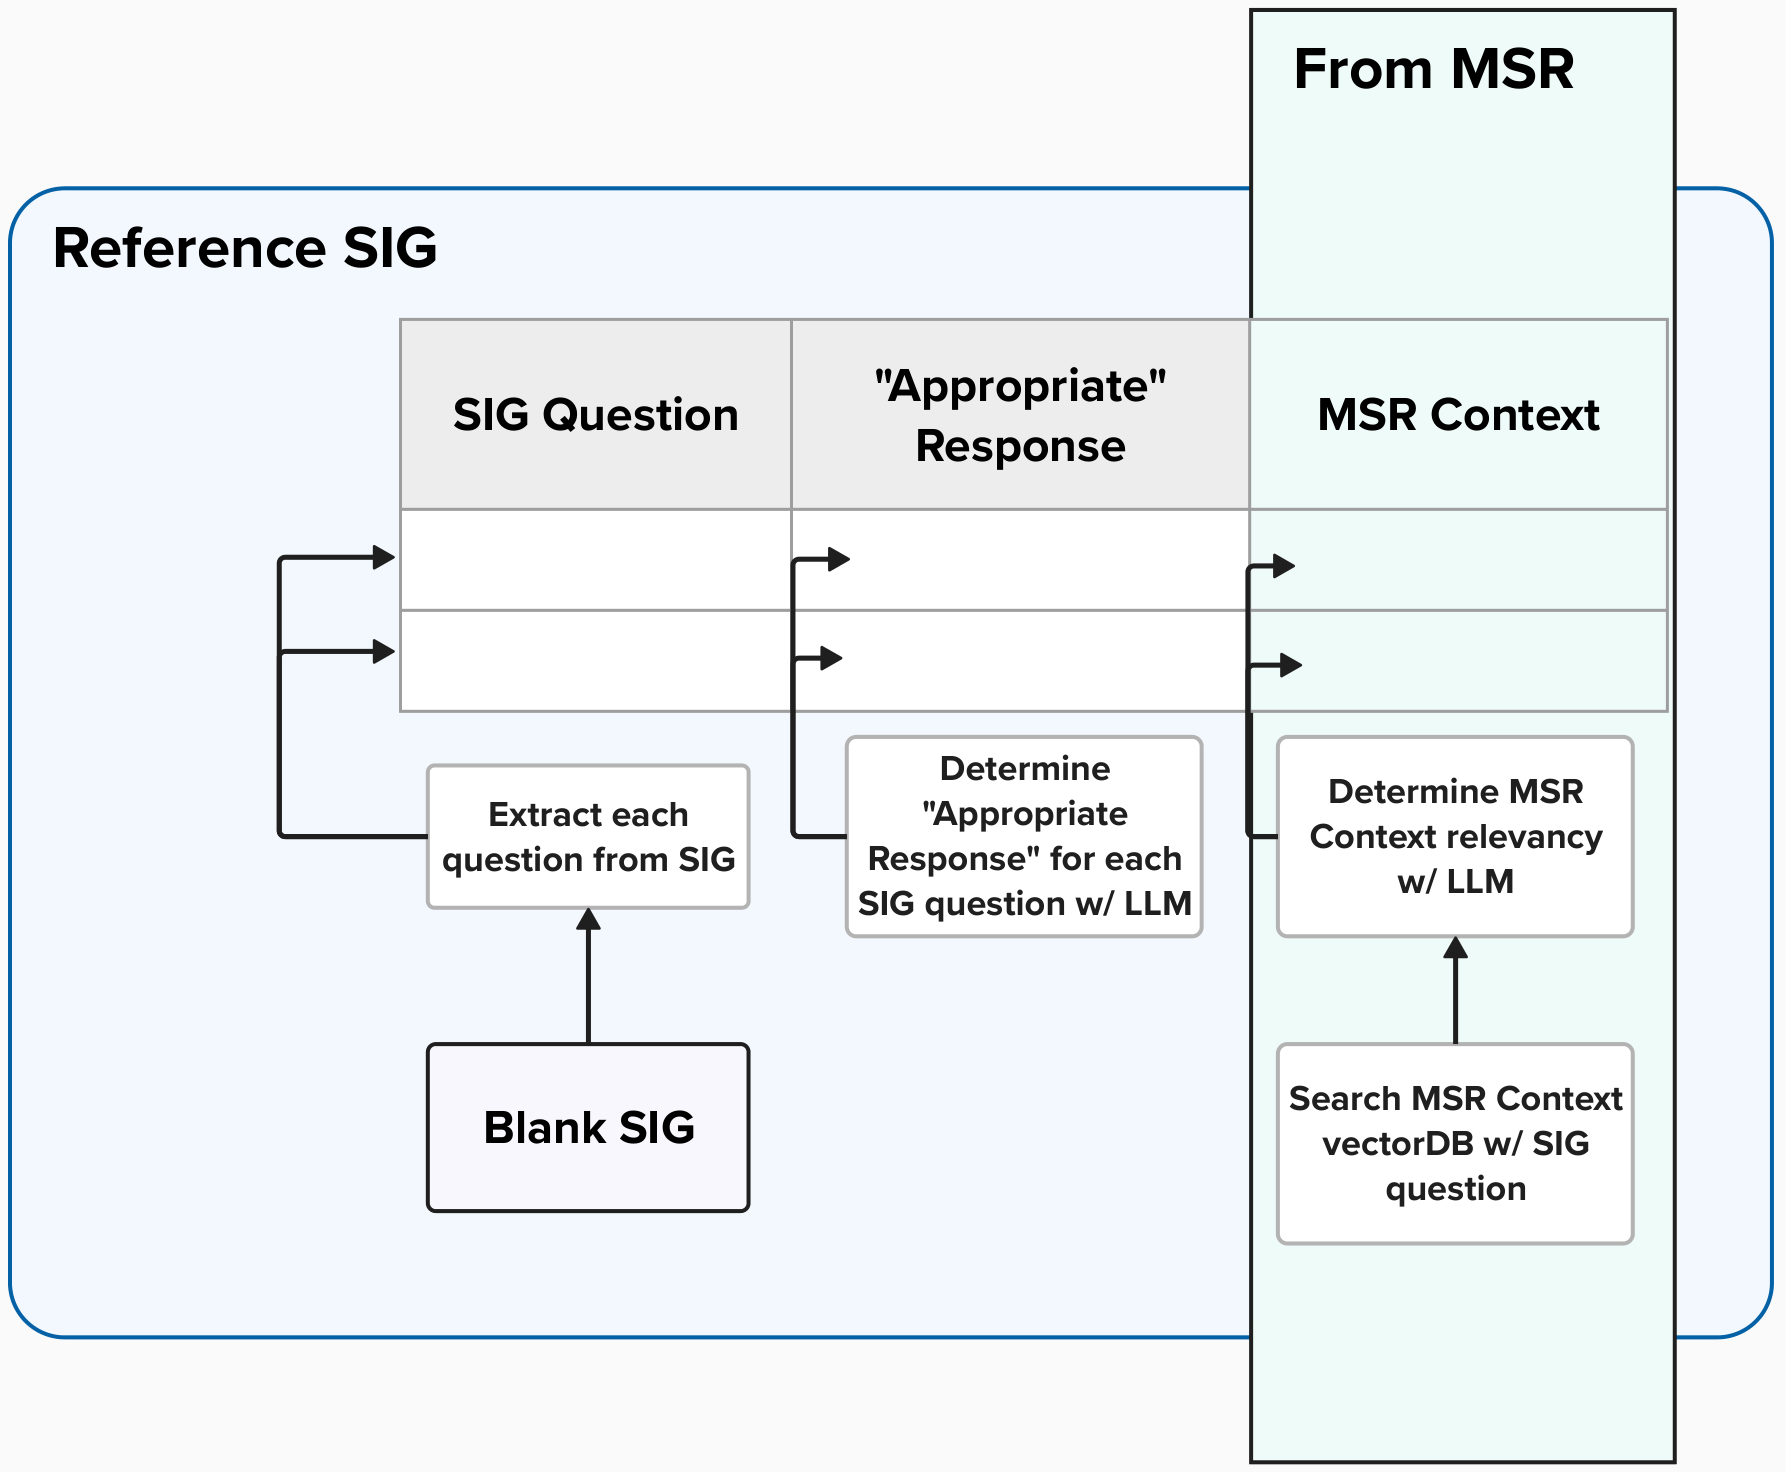 From MSR
Reference SIG
SIG Question
"Appropriate"
Response
MSR Context
Extract each
question from SIG
Determine
"Appropriate
Response" for each
SIG question w/ LLM
Determine MSR
Context relevancy
w/ LLM
Blank SIG
Search MSR Context
vectorDB w/ SIG
question